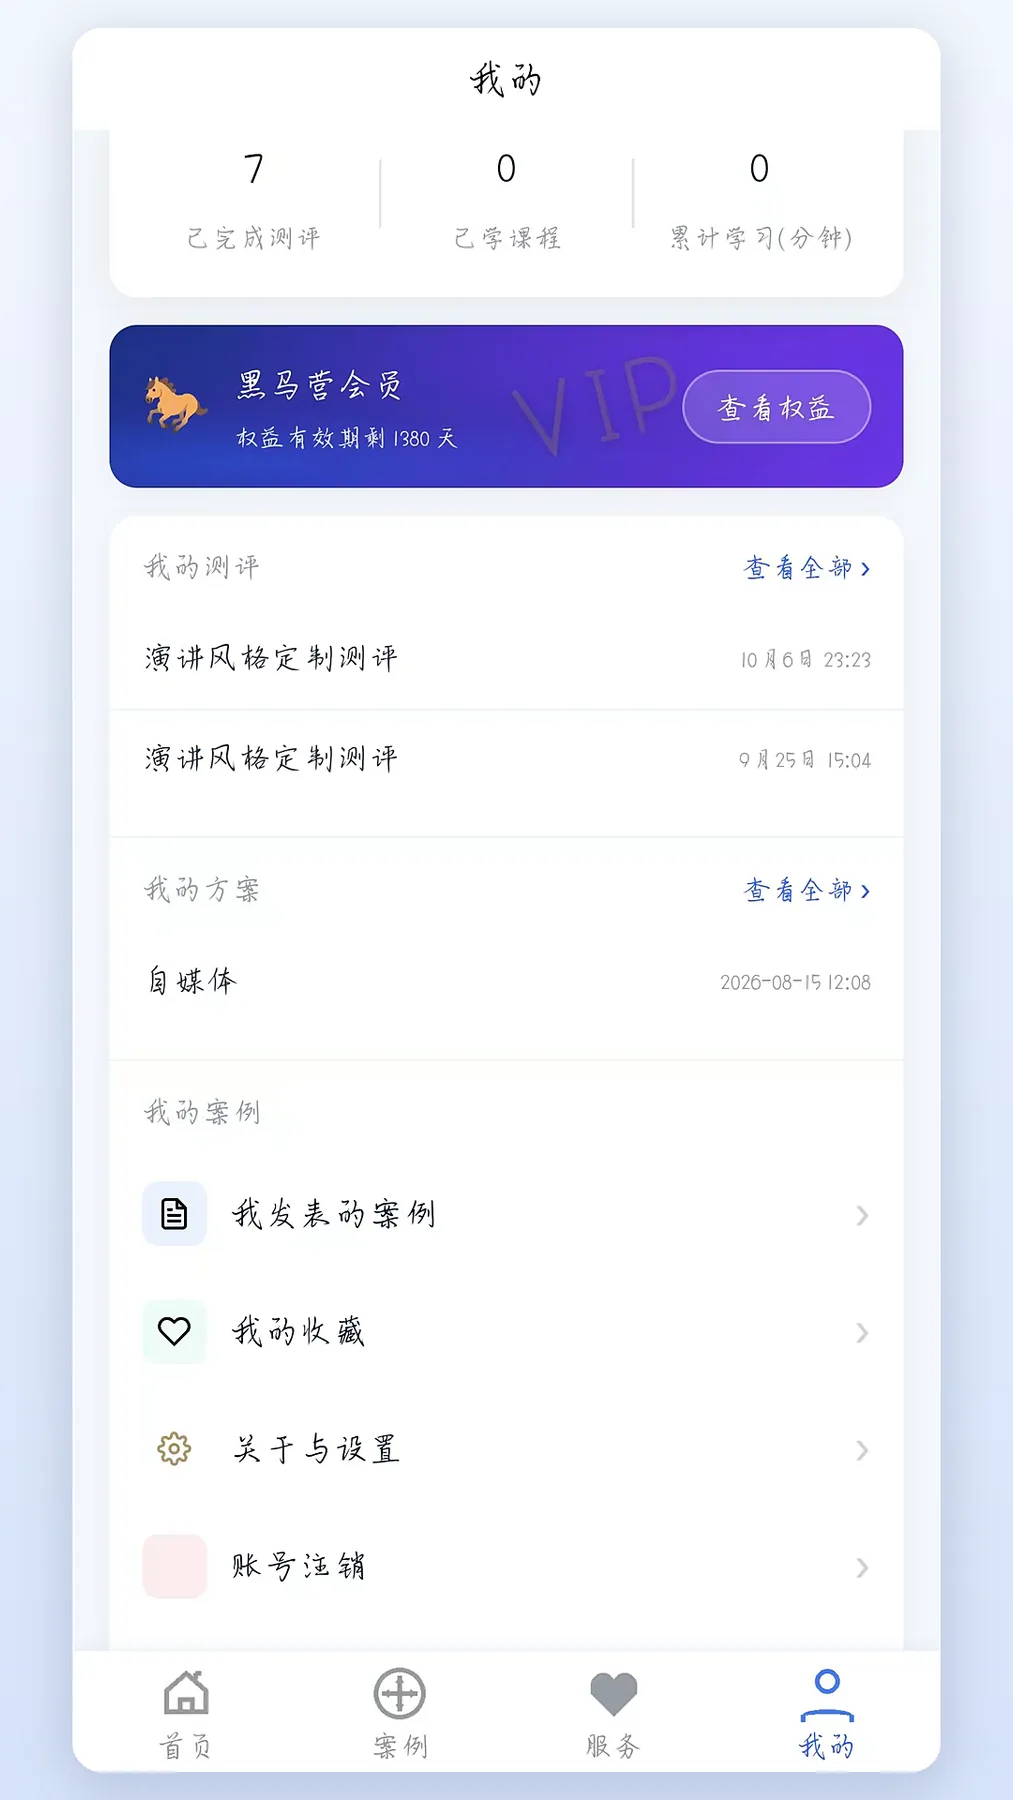 我的
7
0
0
已完成测评
已学课程
累计学习(分钟)
黑马营会员
权益有效期剩 1380 天
VIP
查看权益
我的测评
查看全部 ›
演讲风格定制测评
10月6日 23:23
演讲风格定制测评
9月25日 15:04
我的方案
查看全部 ›
自媒体
2026-08-15 12:08
我的案例
我发表的案例
我的收藏
关于与设置
账号注销
首页
案例
服务
我的